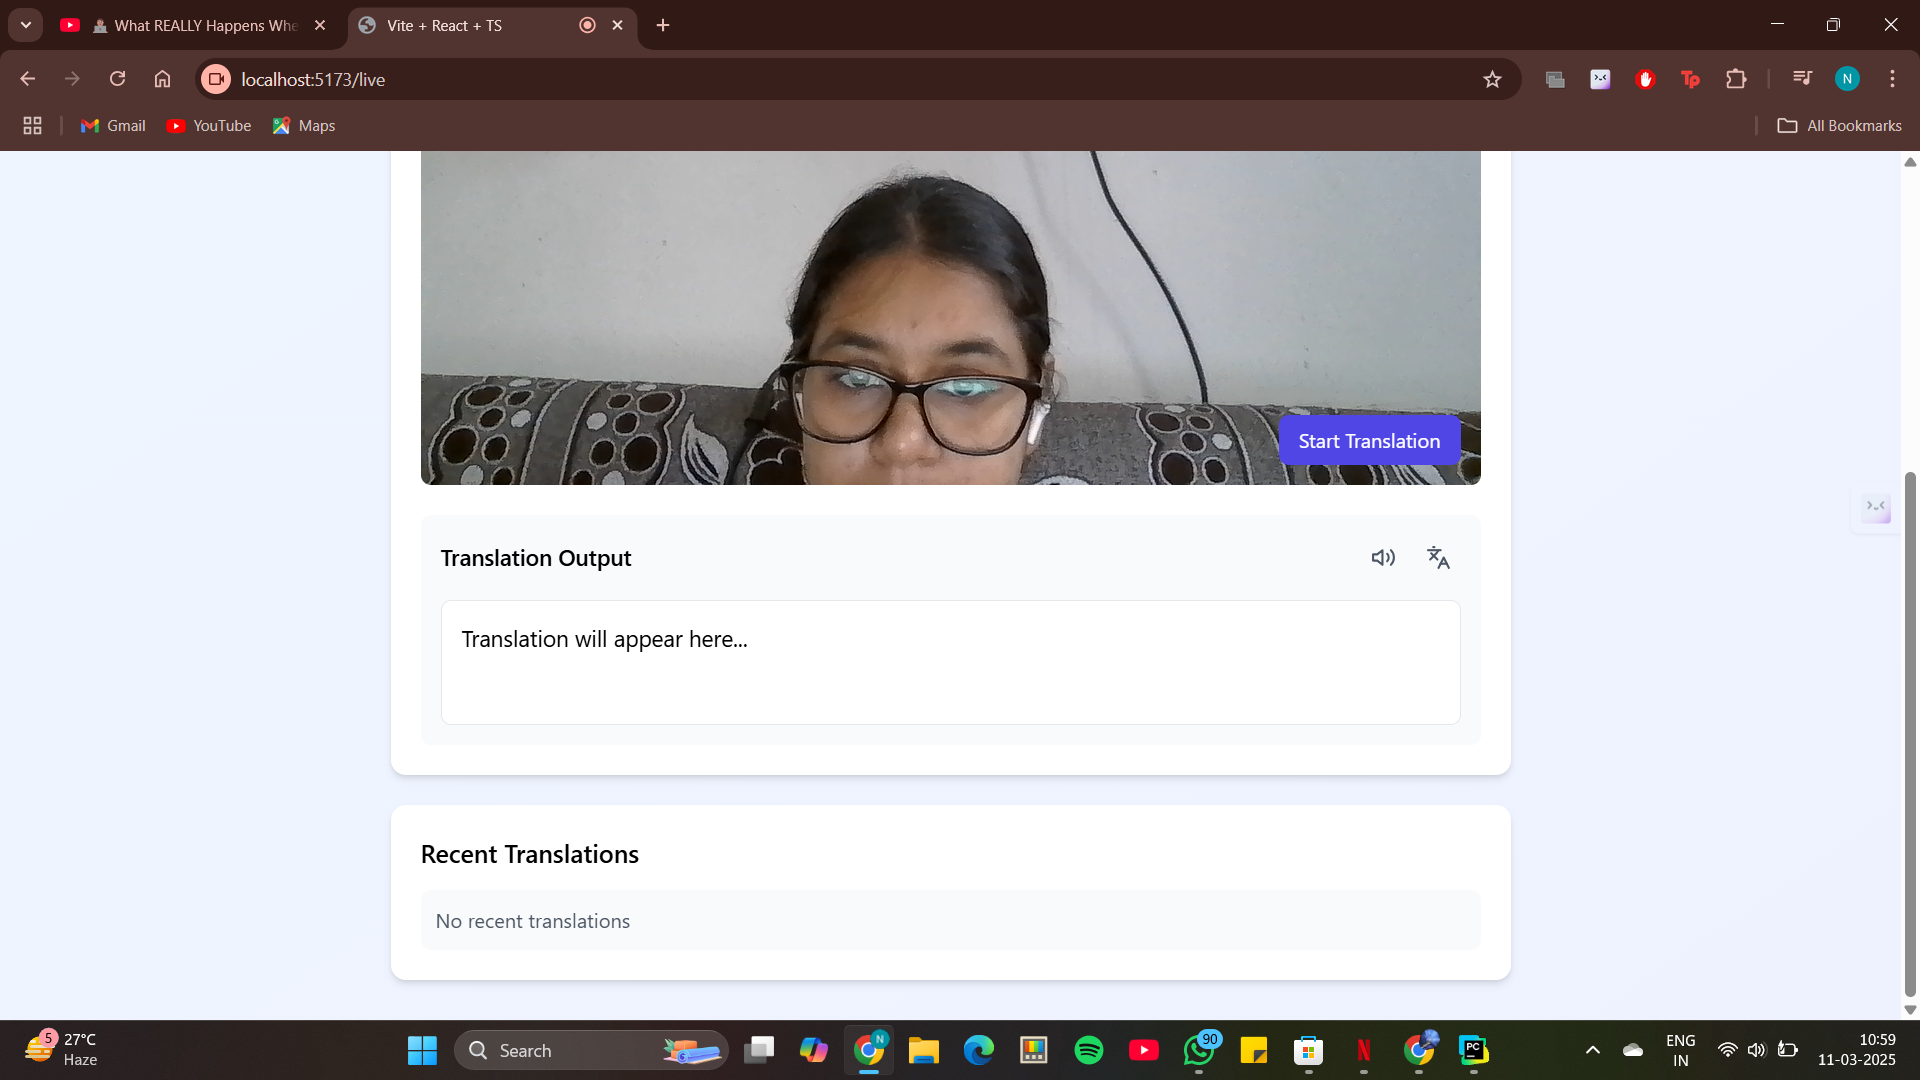 What REALLY Happens Whe
Vite + React + TS
localhost:5173/live
Tp
N
Gmail
YouTube
Maps
All Bookmarks
Start Translation
Translation Output
Translation will appear here...
Recent Translations
No recent translations
5
27°C
Haze
Search
N
90
N
PC
ENG
IN
10:59
11-03-2025